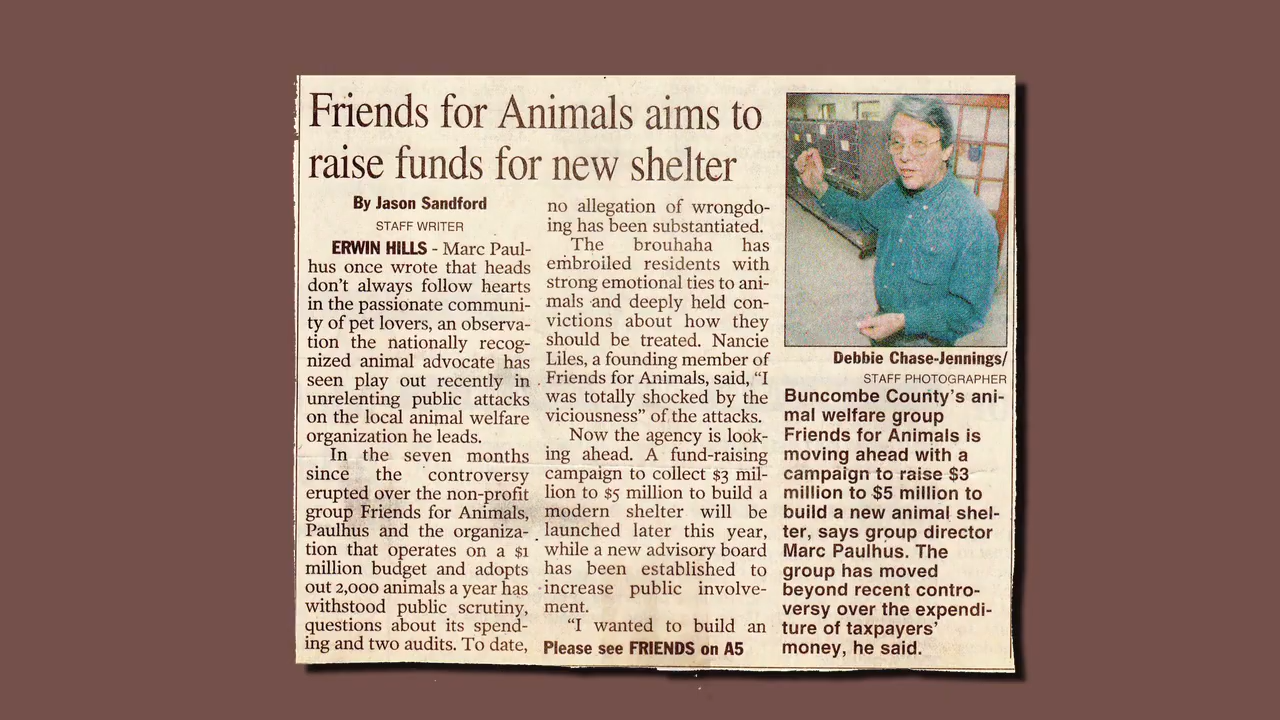 Friends for Animals aims to
raise funds for new shelter
By Jason Sandford
STAFF WRITER
ERWIN HILLS - Marc Paul-
hus once wrote that heads
don't always follow hearts
in the passionate communi-
ty of pet lovers, an observa-
tion the nationally recog-
nized animal advocate has
seen play out recently in
unrelenting public attacks
on the local animal welfare
organization he leads.
In the seven months
since the controversy
erupted over the non-profit
group Friends for Animals,
Paulhus and the organiza-
tion that operates on a $1
million budget and adopts
out 2,000 animals a year has
withstood public scrutiny,
questions about its spend-
ing and two audits. To date,
no allegation of wrongdo-
ing has been substantiated.
The brouhaha has
embroiled residents with
strong emotional ties to ani-
mals and deeply held con-
victions about how they
should be treated. Nancie
Liles, a founding member of
Friends for Animals, said, "I
was totally shocked by the
viciousness" of the attacks.
Now the agency is look-
ing ahead. A fund-raising
campaign to collect $3 mil-
lion to $5 million to build a
modern shelter will be
launched later this year,
while a new advisory board
has been established to
increase public involve-
ment.
"I wanted to build an
Please see FRIENDS on A5
Debbie Chase-Jennings/
STAFF PHOTOGRAPHER
Buncombe County's ani-
mal welfare group
Friends for Animals is
moving ahead with a
campaign to raise $3
million to $5 million to
build a new animal shel-
ter, says group director
Marc Paulhus. The
group has moved
beyond recent contro-
versy over the expendi-
ture of taxpayers'
money, he said.